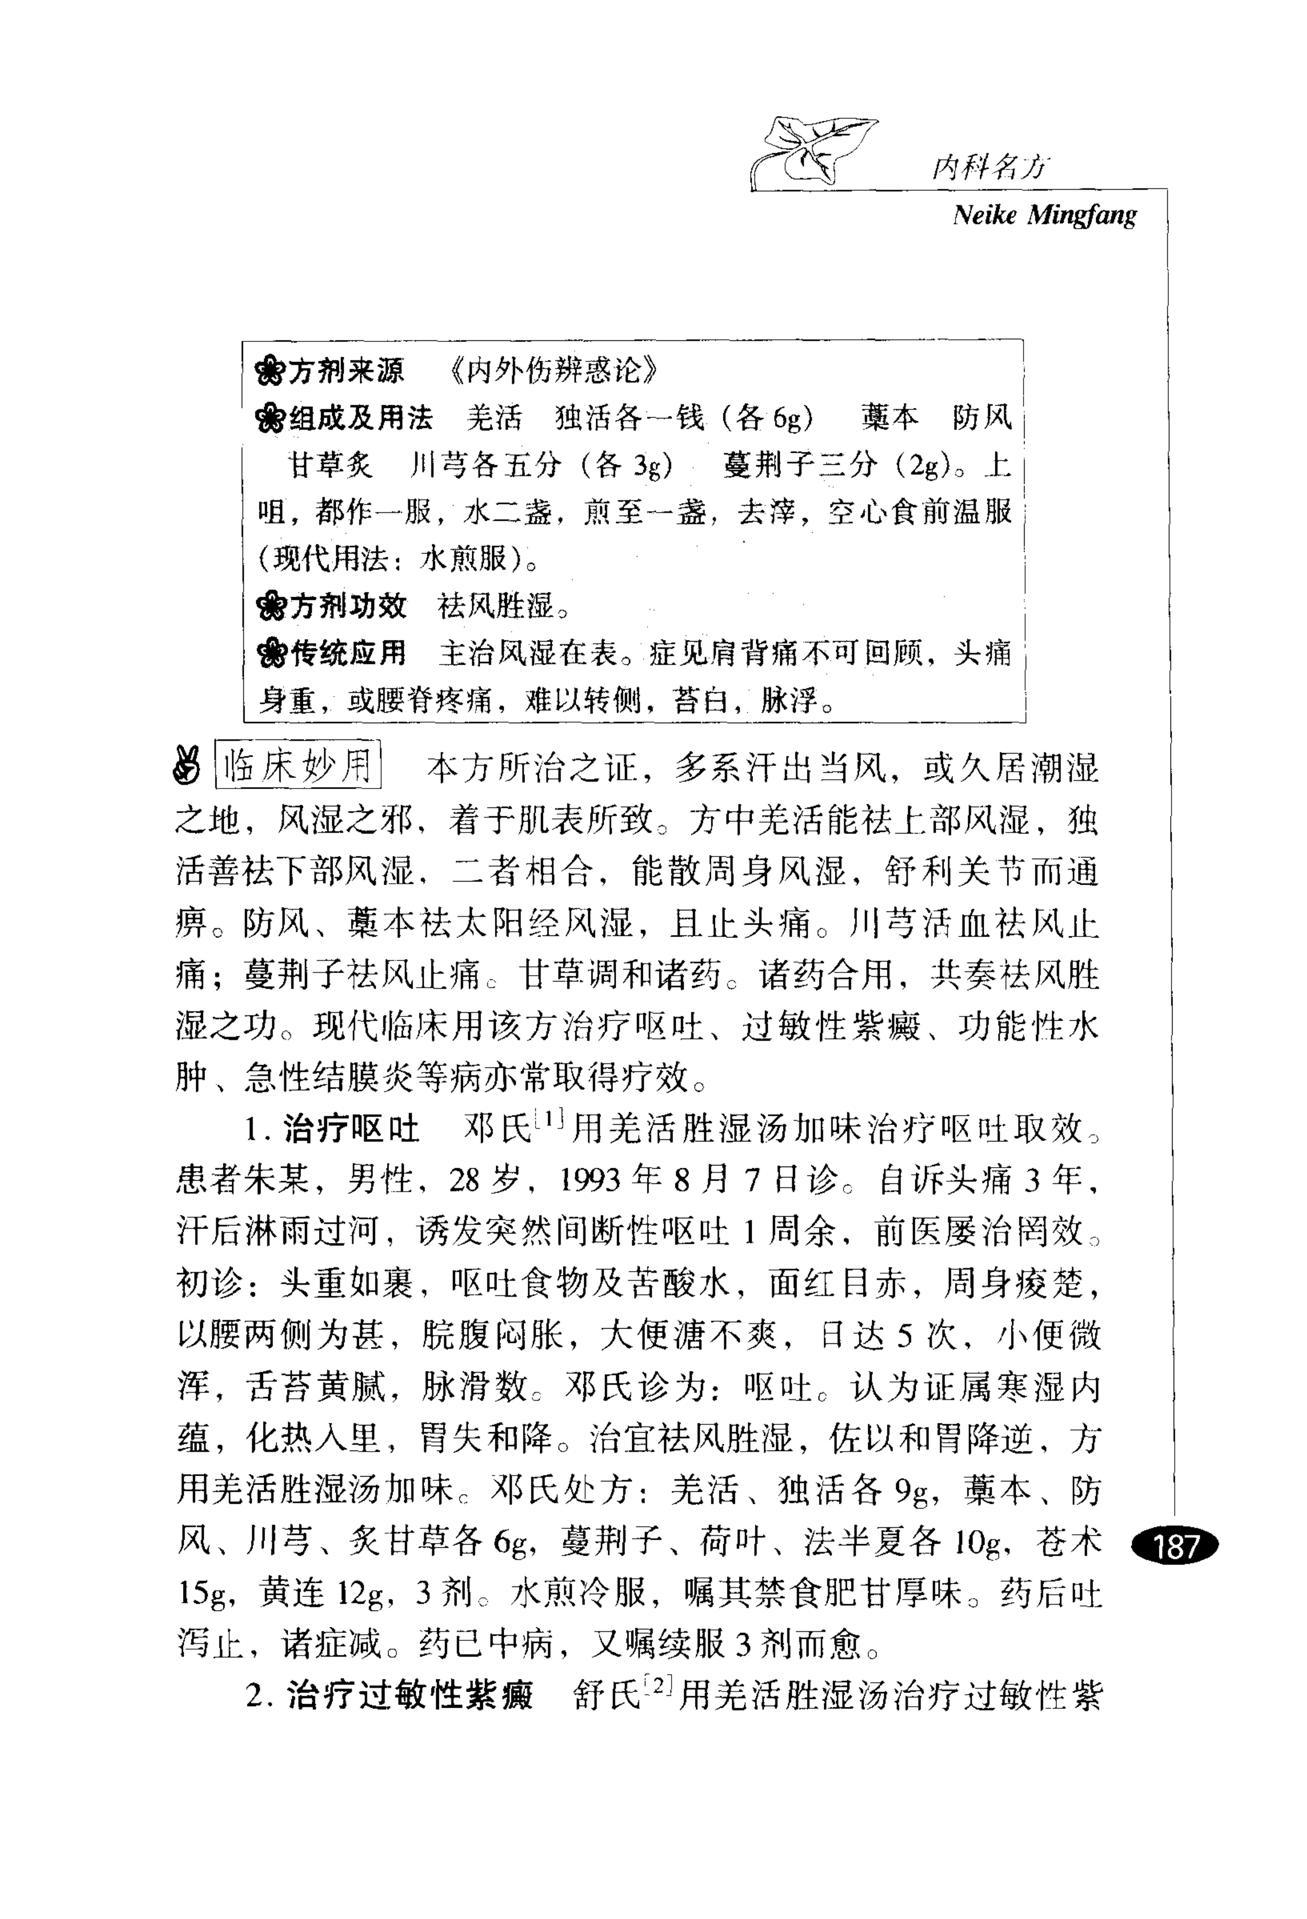 内科名方
Neike Mingfang
方剂来源 《内外伤辨惑论》
组成及用法 羌活 独活各一钱（各6g） 藁本 防风
甘草炙 川芎各五分（各3g） 蔓荆子三分（2g）。上
咀，都作一服，水二盏，煎至一盏，去滓，空心食前温服
（现代用法：水煎服）。
方剂功效 祛风胜湿。
传统应用 主治风湿在表。症见肩背痛不可回顾，头痛
身重，或腰脊疼痛，难以转侧，苔白，脉浮。
临床妙用 本方所治之证，多系汗出当风，或久居潮湿
之地，风湿之邪，着于肌表所致。方中羌活能祛上部风湿，独
活善祛下部风湿，二者相合，能散周身风湿，舒利关节而通
痹。防风、藁本祛太阳经风湿，且止头痛。川芎活血祛风止
痛；蔓荆子祛风止痛。甘草调和诸药。诸药合用，共奏祛风胜
湿之功。现代临床用该方治疗呕吐、过敏性紫癜、功能性水
肿、急性结膜炎等病亦常取得疗效。
1. 治疗呕吐 邓氏[1]用羌活胜湿汤加味治疗呕吐取效。
患者朱某，男性，28岁，1993年8月7日诊。自诉头痛3年，
汗后淋雨过河，诱发突然间断性呕吐1周余，前医屡治罔效。
初诊：头重如裹，呕吐食物及苦酸水，面红目赤，周身痠楚，
以腰两侧为甚，脘腹闷胀，大便溏不爽，日达5次，小便微
浑，舌苔黄腻，脉滑数。邓氏诊为：呕吐。认为证属寒湿内
蕴，化热入里，胃失和降。治宜祛风胜湿，佐以和胃降逆，方
用羌活胜湿汤加味。邓氏处方：羌活、独活各9g，藁本、防
风、川芎、炙甘草各6g，蔓荆子、荷叶、法半夏各10g，苍术
15g，黄连12g，3剂。水煎冷服，嘱其禁食肥甘厚味。药后吐
泻止，诸症减。药已中病，又嘱续服3剂而愈。
2. 治疗过敏性紫癜 舒氏[2]用羌活胜湿汤治疗过敏性紫
187